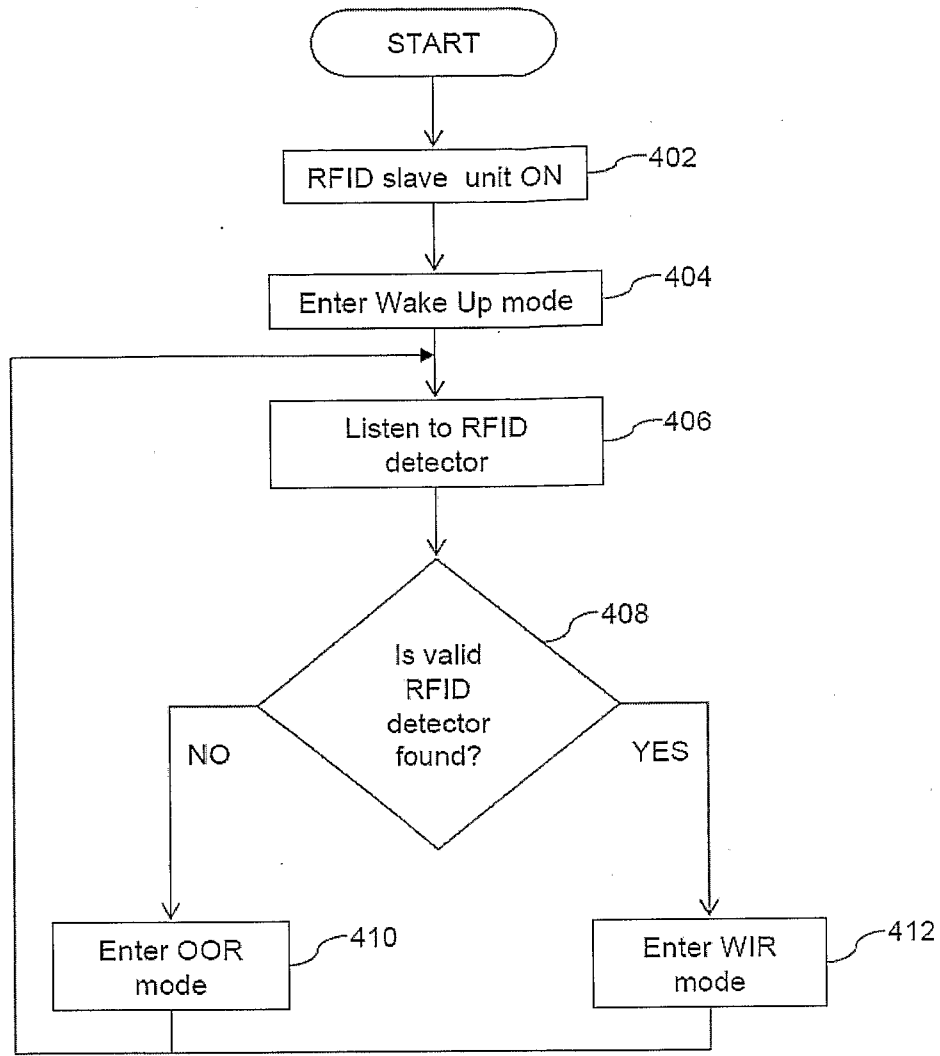 START
RFID slave unit ON
402
Enter Wake Up mode
404
Listen to RFID
detector
406
408
Is valid
RFID
detector
found?
NO
YES
Enter OOR
mode
410
Enter WIR
mode
412